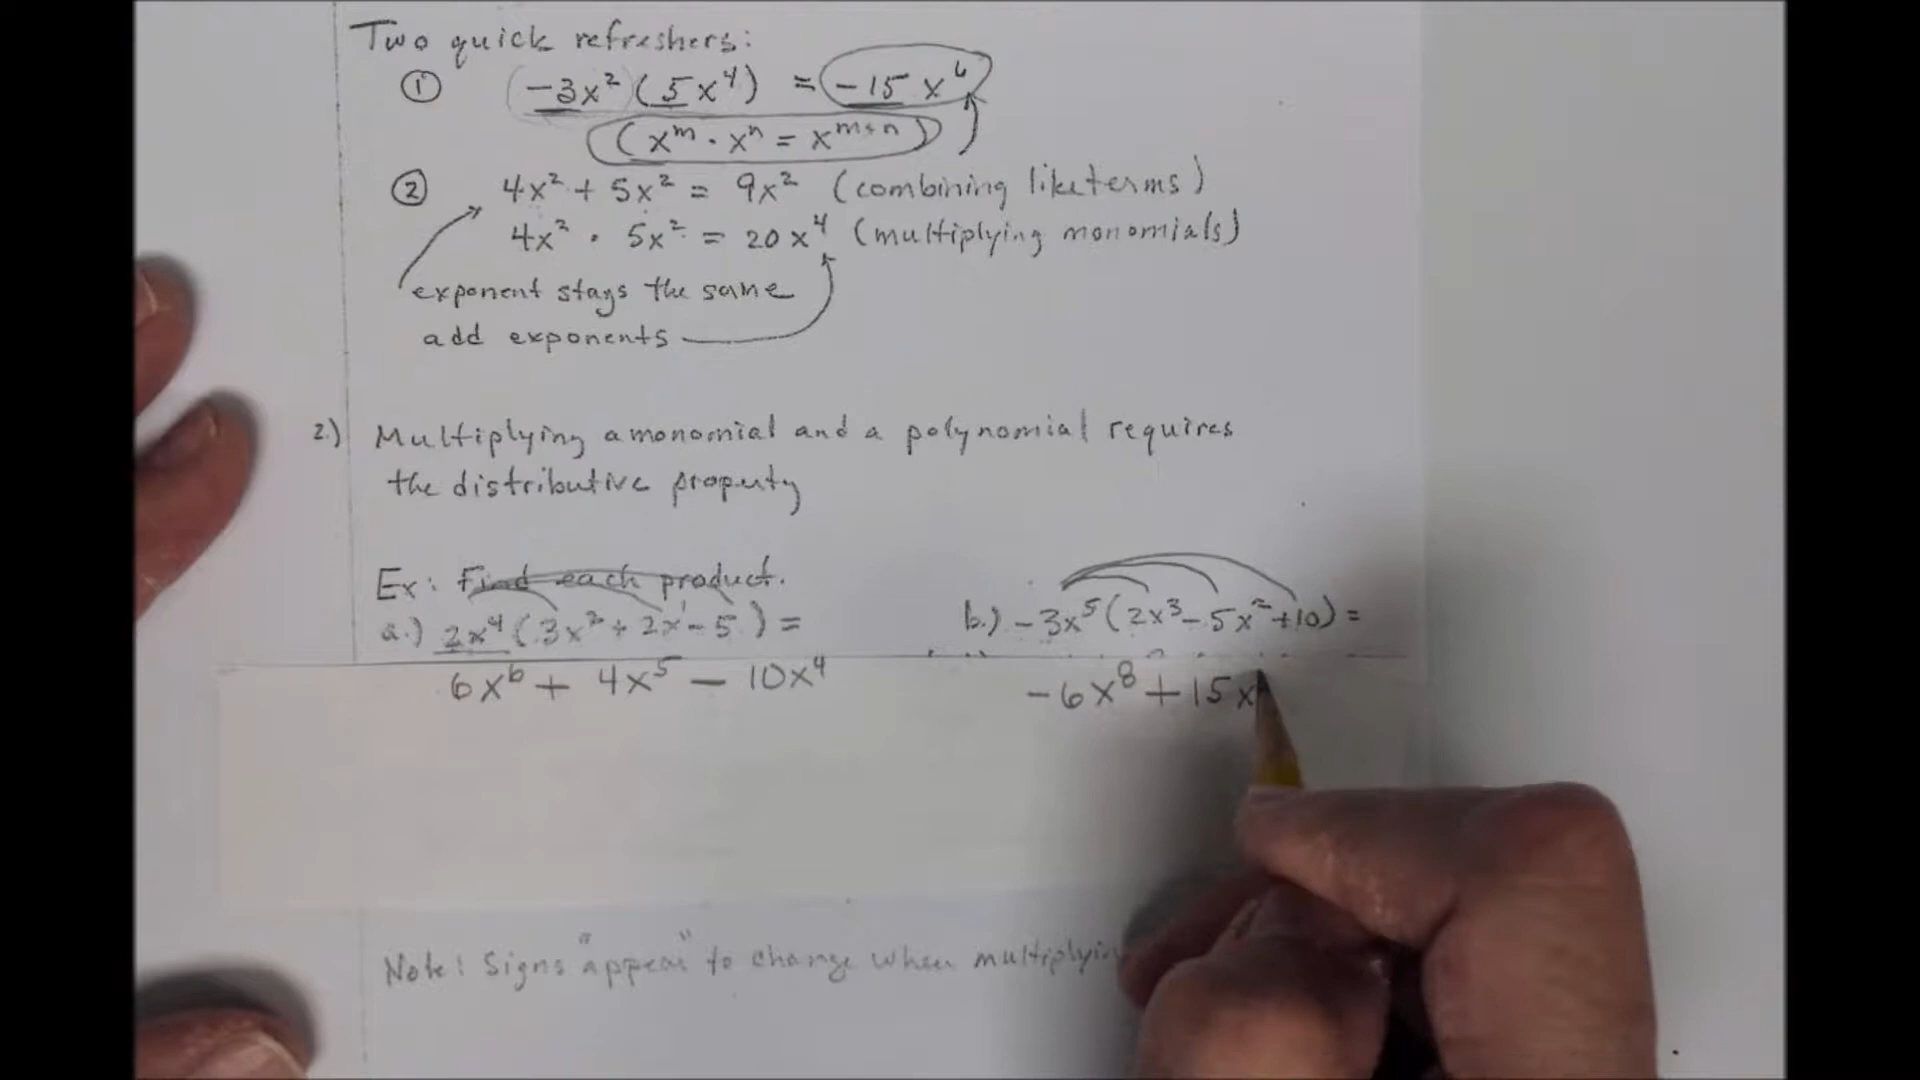 Two quick refreshers:
① (-3x²)(5x⁴) = -15x⁶
(xᵐ · xⁿ = xᵐ⁺ⁿ)
② 4x² + 5x² = 9x² (combining like terms)
4x² · 5x² = 20x⁴ (multiplying monomials)
exponent stays the same
add exponents
2.) Multiplying a monomial and a polynomial requires
the distributive property
Ex: Find each product.
a.) 2x⁴(3x² + 2x¹ - 5) =
6x⁶ + 4x⁵ - 10x⁴
b.) -3x⁵(2x³ - 5x² + 10) =
-6x⁸ + 15x
Note: Signs "appear" to change when